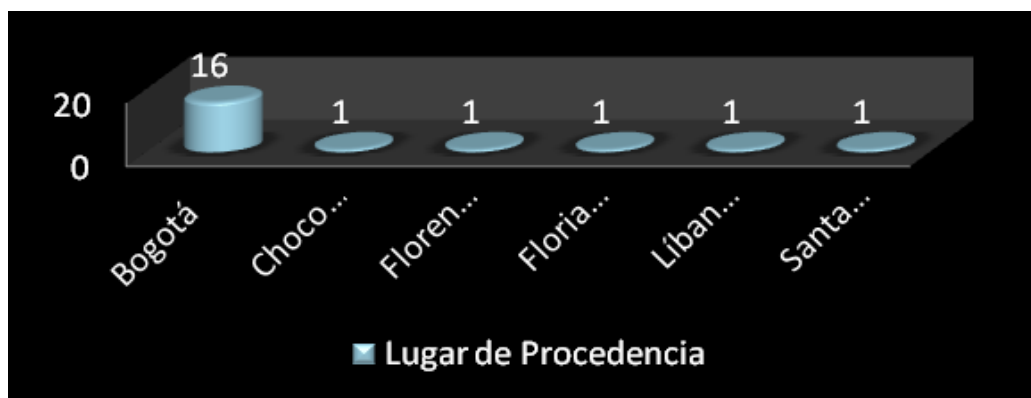 16
20
1
1
1
1
1
0
Bogotá
Choco...
Floren...
Floria...
Líban...
Santa...
Lugar de Procedencia